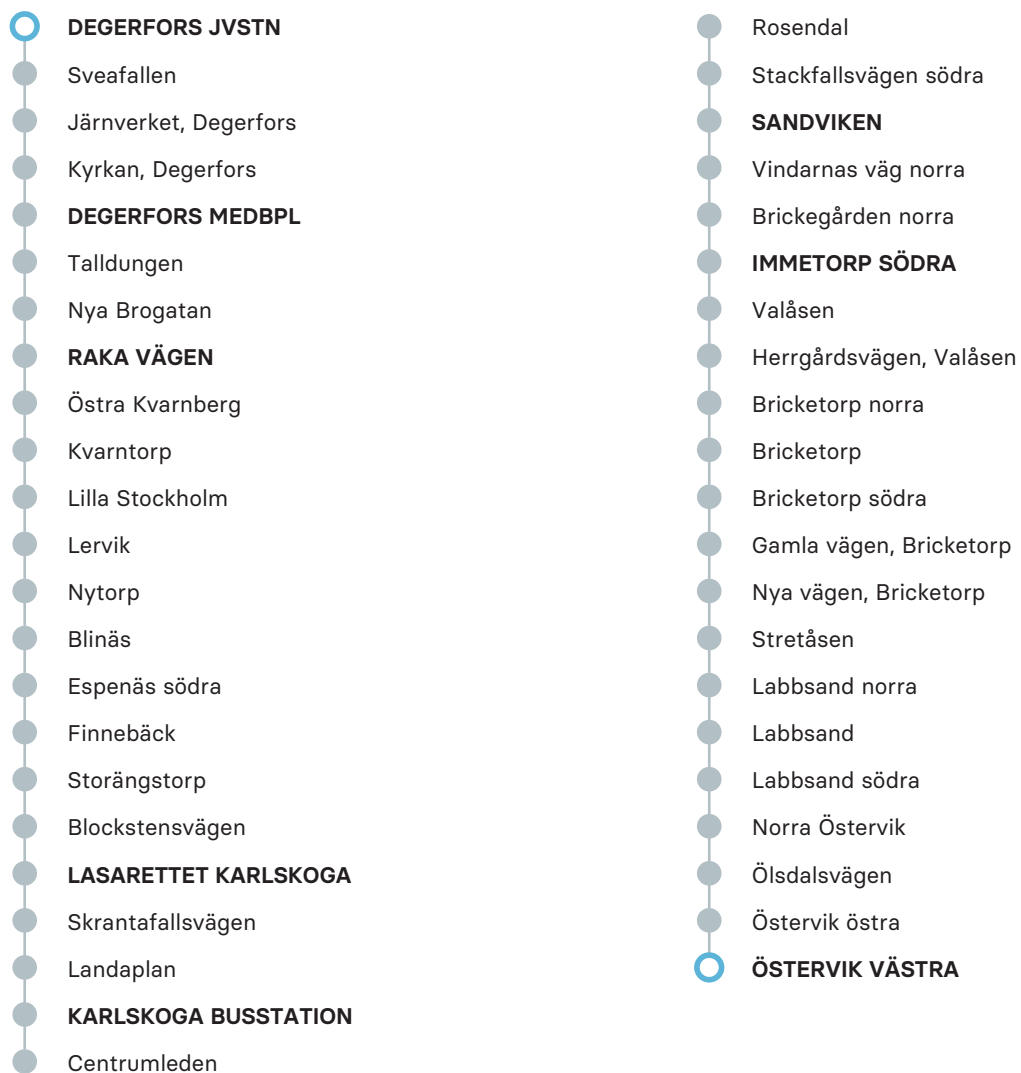 DEGERFORS JVSTN
Sveafallen
Järnverket, Degerfors
Kyrkan, Degerfors
DEGERFORS MEDBPL
Talldungen
Nya Brogatan
RAKA VÄGEN
Östra Kvarnberg
Kvarntorp
Lilla Stockholm
Lervik
Nytorp
Blinäs
Espenäs södra
Finnebäck
Storängstorp
Blockstensvägen
LASARETTET KARLSKOGA
Skrantafallsvägen
Landaplan
KARLSKOGA BUSSTATION
Centrumleden
Rosendal
Stackfallsvägen södra
SANDVIKEN
Vindarnas väg norra
Brickegården norra
IMMETORP SÖDRA
Valåsen
Herrgårdsvägen, Valåsen
Bricketorp norra
Bricketorp
Bricketorp södra
Gamla vägen, Bricketorp
Nya vägen, Bricketorp
Stretåsen
Labbsand norra
Labbsand
Labbsand södra
Norra Östervik
Ölsdalsvägen
Östervik östra
ÖSTERVIK VÄSTRA